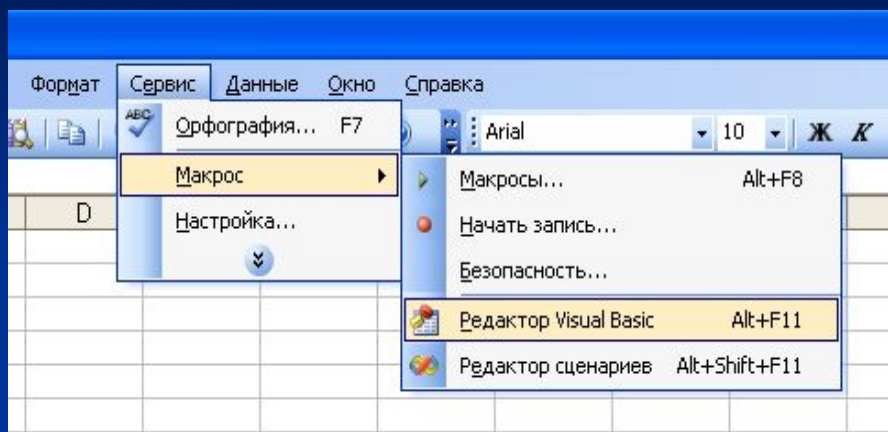 Формат Сервис Данные Окно Справка
ABC Орфография... F7
Arial 10 Ж К
Макрос
Макросы... Alt+F8
D
Настройка...
Начать запись...
Безопасность...
Редактор Visual Basic Alt+F11
Редактор сценариев Alt+Shift+F11